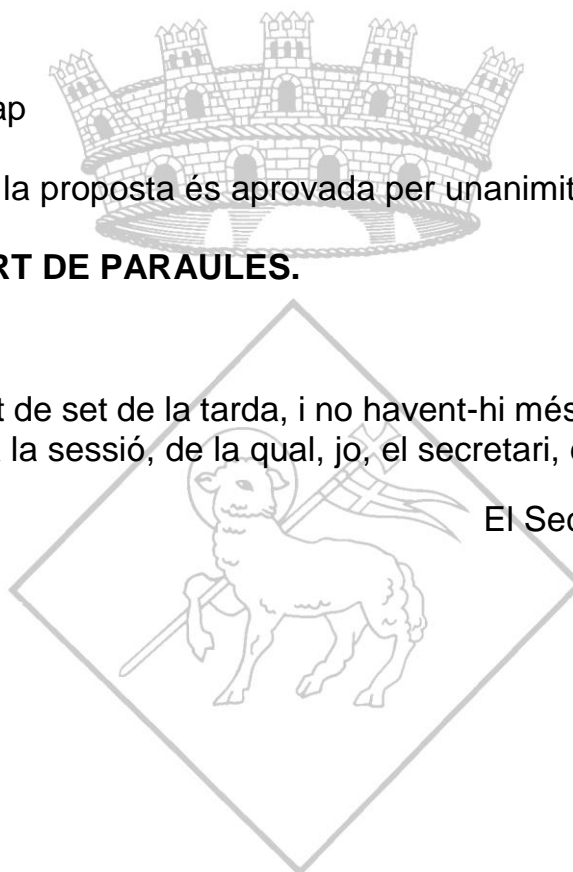 ap
la proposta és aprovada per unanimit
RT DE PARAULES.
t de set de la tarda, i no havent-hi més
la sessió, de la qual, jo, el secretari,
El Sec